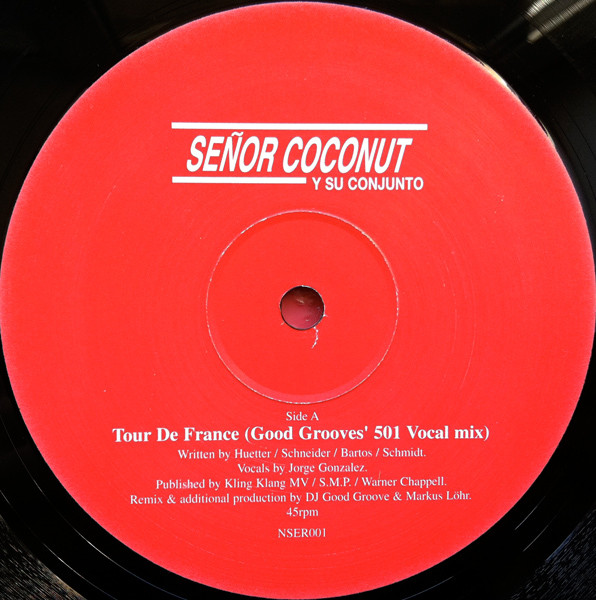 SEÑOR COCONUT
Y SU CONJUNTO
Side A
Tour De France (Good Grooves' 501 Vocal mix)
Written by Huetter / Schneider / Bartos / Schmidt.
Vocals by Jorge Gonzalez.
Published by Kling Klang MV / S.M.P. / Warner Chappell.
Remix & additional production by DJ Good Groove & Markus Löhr.
45rpm
NSER001